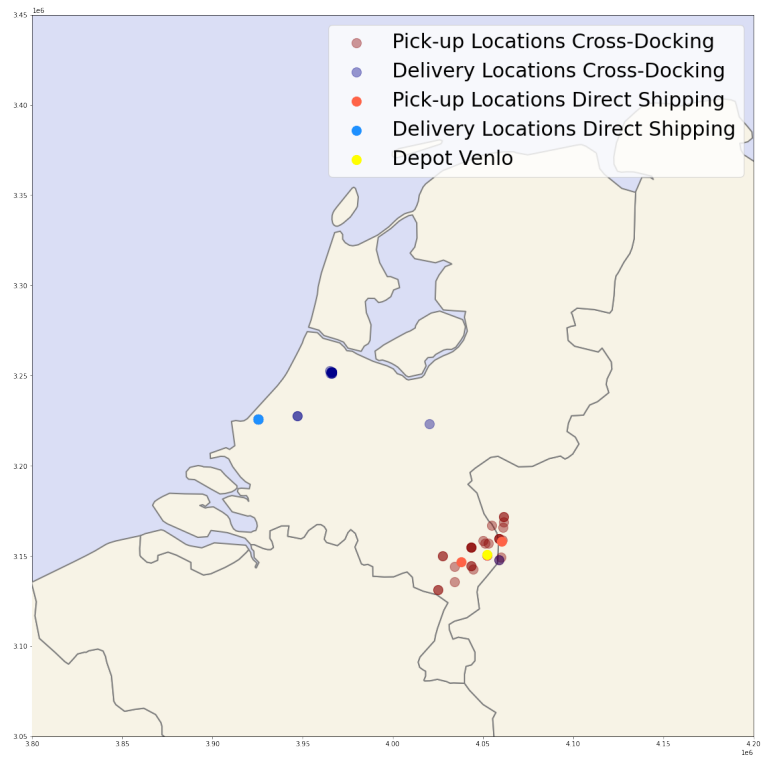 1e6
3.45
Pick-up Locations Cross-Docking
Delivery Locations Cross-Docking
Pick-up Locations Direct Shipping
Delivery Locations Direct Shipping
Depot Venlo
3.40
3.35
3.30
3.25
3.20
3.15
3.10
3.05
3.80 3.85 3.90 3.95 4.00 4.05 4.10 4.15 4.20
1e6